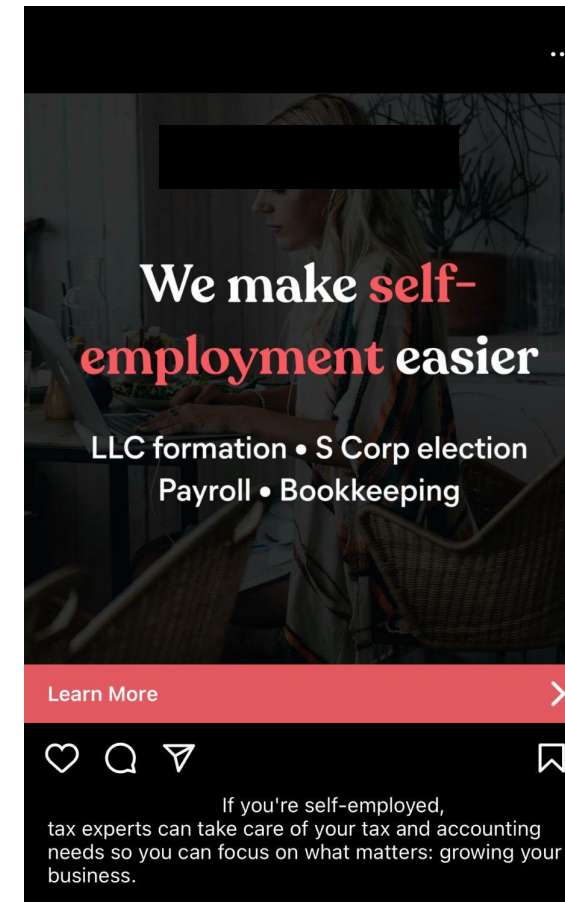 We make self-
employment easier
LLC formation • S Corp election
Payroll • Bookkeeping
Learn More
If you're self-employed,
tax experts can take care of your tax and accounting
needs so you can focus on what matters: growing your
business.